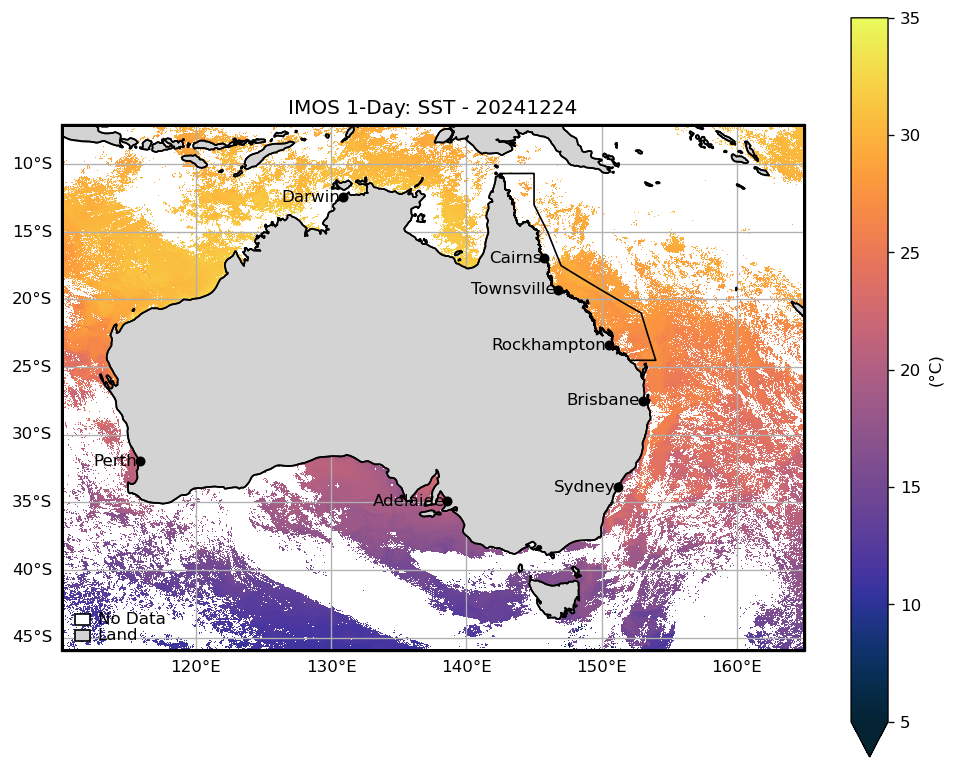 IMOS 1-Day: SST - 20241224
35
30
25
20
15
10
5
(°C)
10°S
15°S
20°S
25°S
30°S
35°S
40°S
45°S
Darwin
Cairns
Townsville
Rockhampton
Brisbane
Perth
Sydney
Adelaide
No Data
Land
120°E
130°E
140°E
150°E
160°E